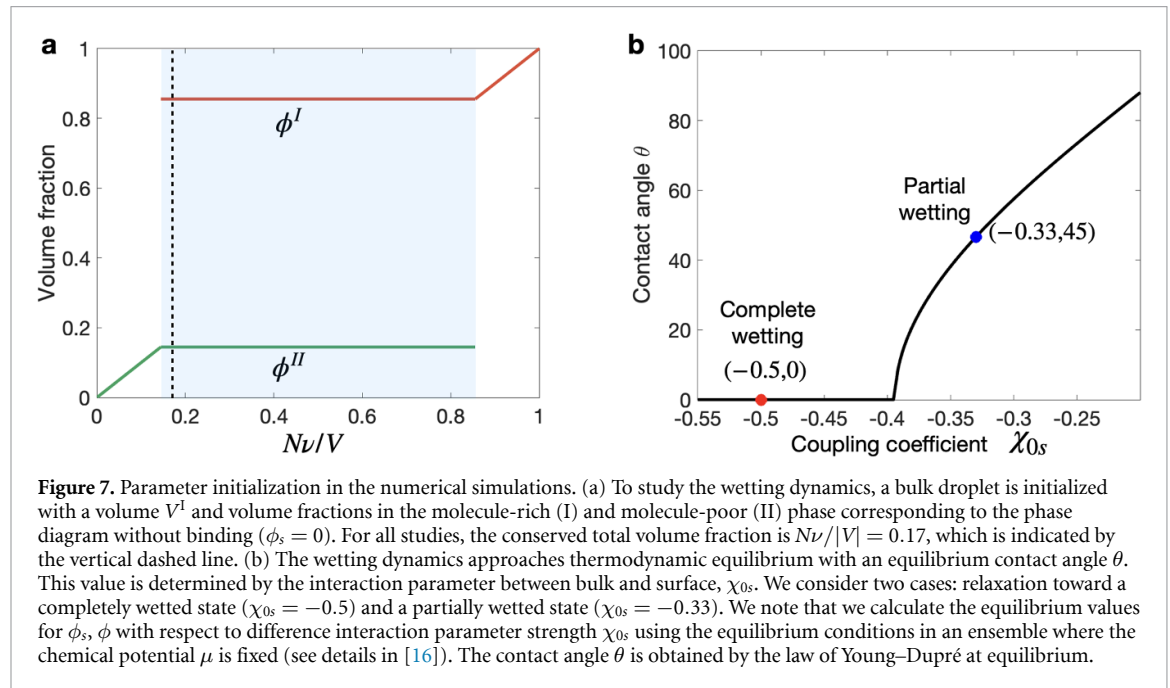 a
1
0.8
0.6
0.4
0.2
0
Volume fraction
ϕ^I
ϕ^II
0 0.2 0.4 0.6 0.8 1
Nν/V
b
100
80
60
40
20
0
Contact angle θ
Partial
wetting
(−0.33,45)
Complete
wetting
(−0.5,0)
-0.55 -0.5 -0.45 -0.4 -0.35 -0.3 -0.25
Coupling coefficient χ_0s
Figure 7. Parameter initialization in the numerical simulations. (a) To study the wetting dynamics, a bulk droplet is initialized
with a volume V^I and volume fractions in the molecule-rich (I) and molecule-poor (II) phase corresponding to the phase
diagram without binding (ϕ_s = 0). For all studies, the conserved total volume fraction is Nν/|V| = 0.17, which is indicated by
the vertical dashed line. (b) The wetting dynamics approaches thermodynamic equilibrium with an equilibrium contact angle θ.
This value is determined by the interaction parameter between bulk and surface, χ_0s. We consider two cases: relaxation toward a
completely wetted state (χ_0s = −0.5) and a partially wetted state (χ_0s = −0.33). We note that we calculate the equilibrium values
for ϕ_s, ϕ with respect to difference interaction parameter strength χ_0s using the equilibrium conditions in an ensemble where the
chemical potential μ is fixed (see details in [16]). The contact angle θ is obtained by the law of Young–Dupré at equilibrium.